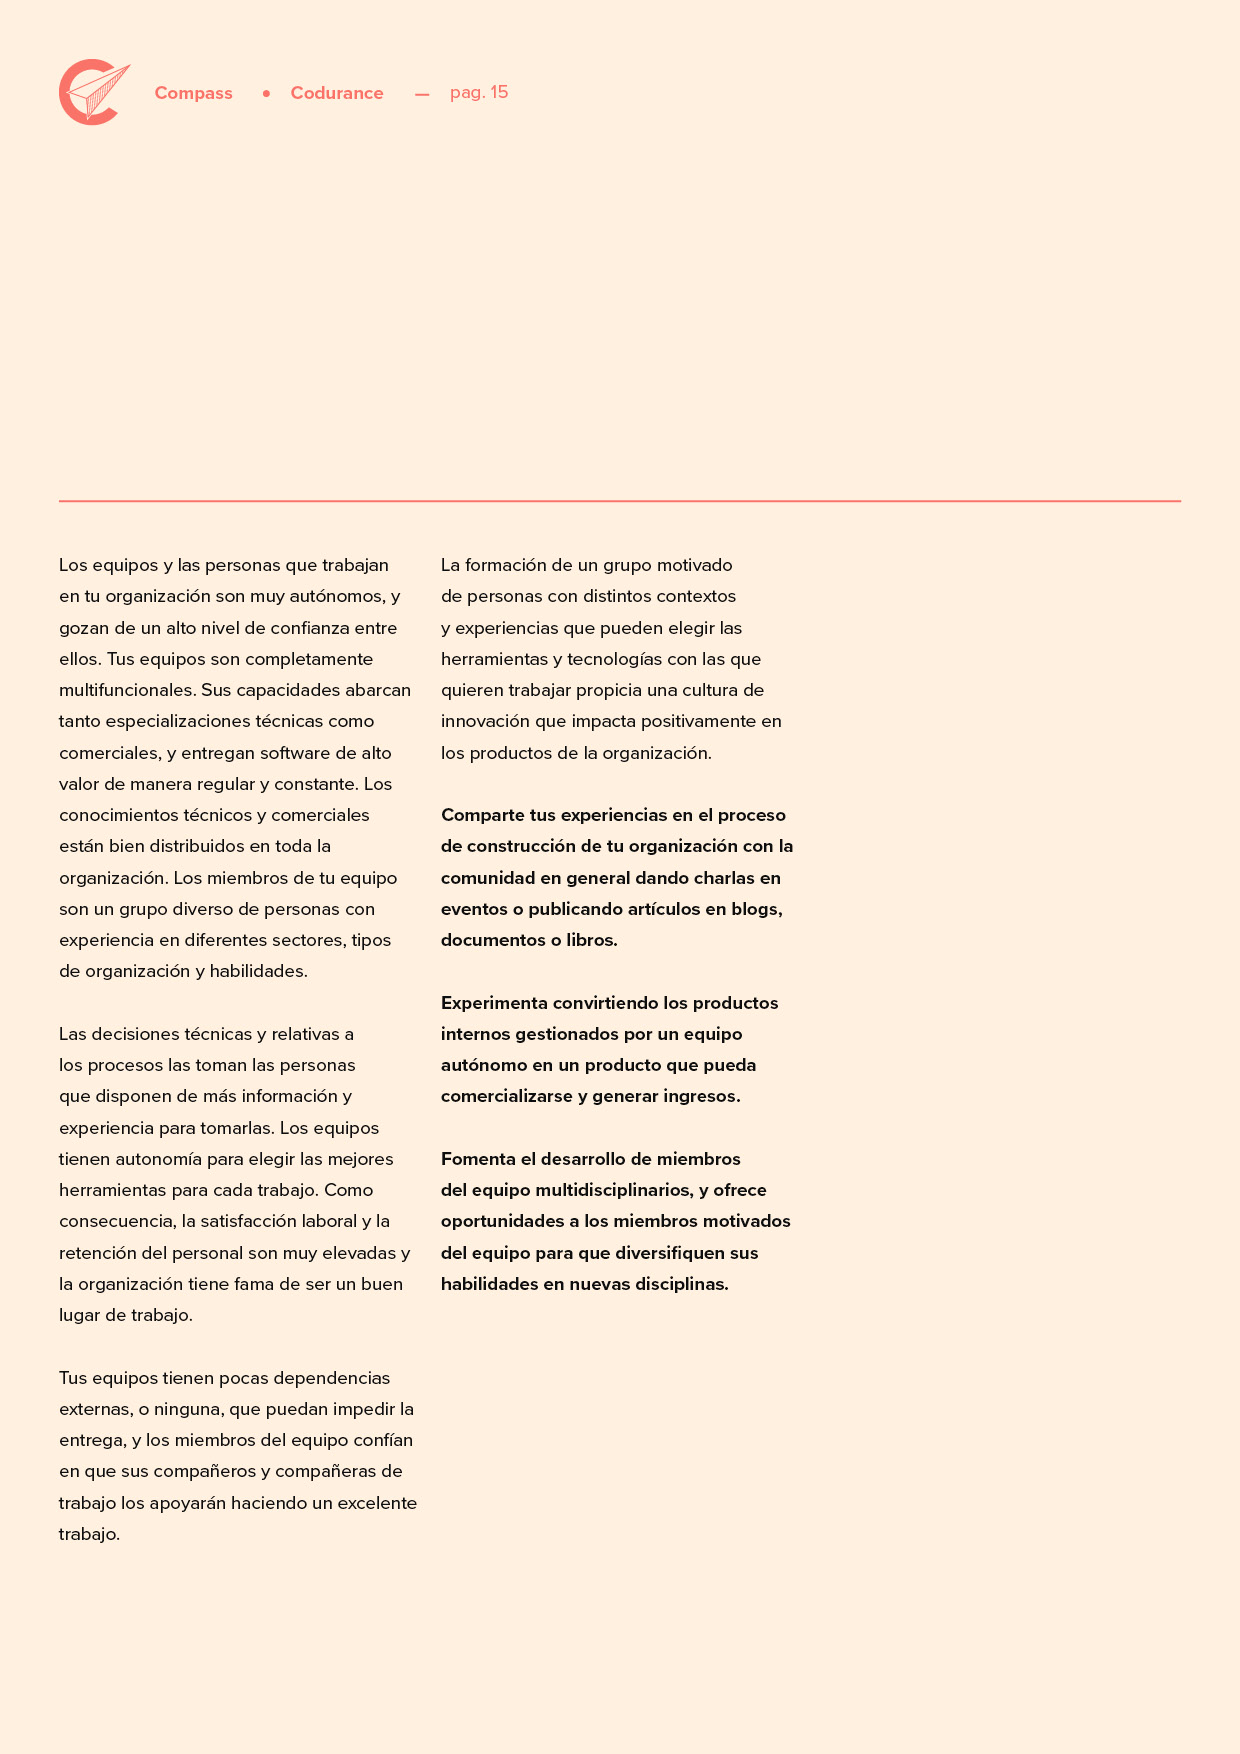 Compass • Codurance — pag. 15
Los equipos y las personas que trabajan
en tu organización son muy autónomos, y
gozan de un alto nivel de confianza entre
ellos. Tus equipos son completamente
multifuncionales. Sus capacidades abarcan
tanto especializaciones técnicas como
comerciales, y entregan software de alto
valor de manera regular y constante. Los
conocimientos técnicos y comerciales
están bien distribuidos en toda la
organización. Los miembros de tu equipo
son un grupo diverso de personas con
experiencia en diferentes sectores, tipos
de organización y habilidades.
Las decisiones técnicas y relativas a
los procesos las toman las personas
que disponen de más información y
experiencia para tomarlas. Los equipos
tienen autonomía para elegir las mejores
herramientas para cada trabajo. Como
consecuencia, la satisfacción laboral y la
retención del personal son muy elevadas y
la organización tiene fama de ser un buen
lugar de trabajo.
Tus equipos tienen pocas dependencias
externas, o ninguna, que puedan impedir la
entrega, y los miembros del equipo confían
en que sus compañeros y compañeras de
trabajo los apoyarán haciendo un excelente
trabajo.
La formación de un grupo motivado
de personas con distintos contextos
y experiencias que pueden elegir las
herramientas y tecnologías con las que
quieren trabajar propicia una cultura de
innovación que impacta positivamente en
los productos de la organización.
Comparte tus experiencias en el proceso
de construcción de tu organización con la
comunidad en general dando charlas en
eventos o publicando artículos en blogs,
documentos o libros.
Experimenta convirtiendo los productos
internos gestionados por un equipo
autónomo en un producto que pueda
comercializarse y generar ingresos.
Fomenta el desarrollo de miembros
del equipo multidisciplinarios, y ofrece
oportunidades a los miembros motivados
del equipo para que diversifiquen sus
habilidades en nuevas disciplinas.